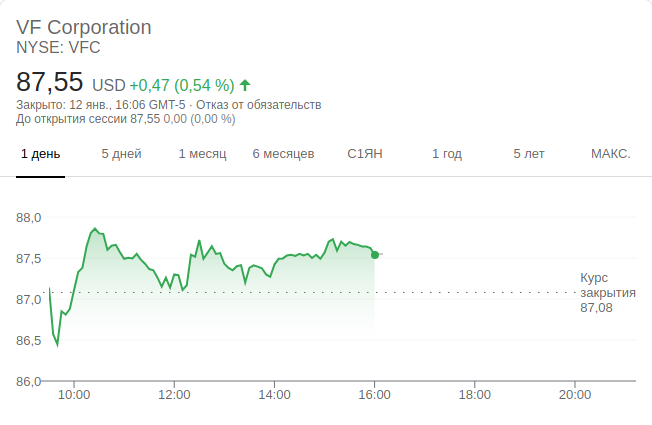 VF Corporation
NYSE: VFC
87,55 USD +0,47 (0,54 %)
Закрыто: 12 янв., 16:06 GMT-5 · Отказ от обязательств
До открытия сессии 87,55 0,00 (0,00 %)
1 день 5 дней 1 месяц 6 месяцев С1ЯН 1 год 5 лет МАКС.
88,0
87,5
87,0
86,5
86,0
Курс
закрытия
87,08
10:00 12:00 14:00 16:00 18:00 20:00